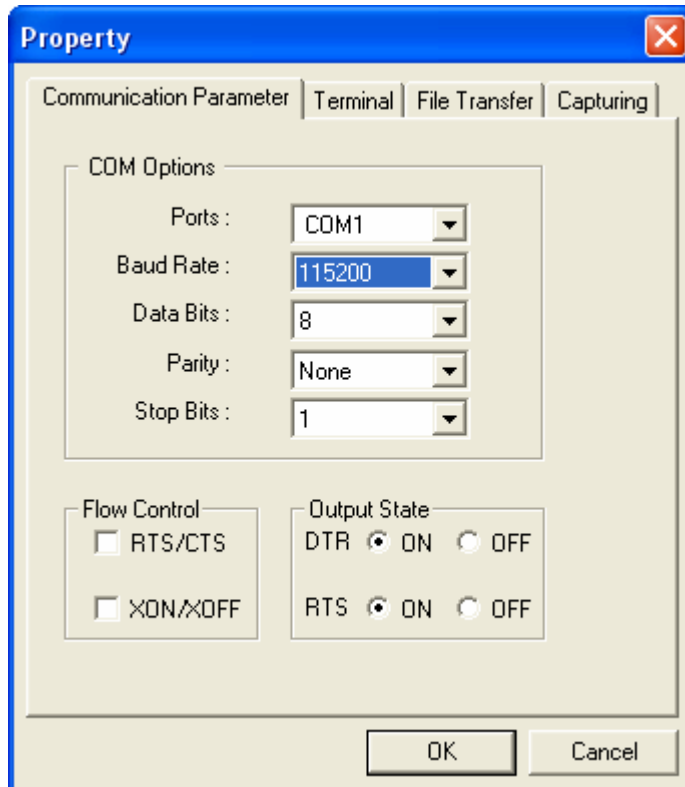 Property
Communication Parameter Terminal File Transfer Capturing
COM Options
Ports : COM1
Baud Rate : 115200
Data Bits : 8
Parity : None
Stop Bits : 1
Flow Control
RTS/CTS
XON/XOFF
Output State
DTR ON OFF
RTS ON OFF
OK Cancel